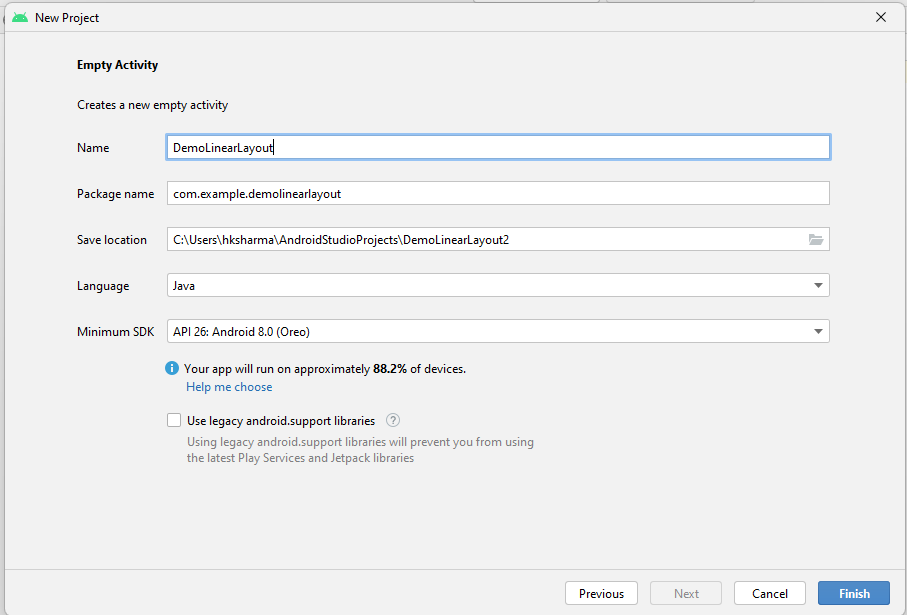 New Project
Empty Activity
Creates a new empty activity
Name DemoLinearLayout
Package name com.example.demolinearlayout
Save location C:\Users\hksharma\AndroidStudioProjects\DemoLinearLayout2
Language Java
Minimum SDK API 26: Android 8.0 (Oreo)
Your app will run on approximately 88.2% of devices.
Help me choose
Use legacy android.support libraries ?
Using legacy android.support libraries will prevent you from using
the latest Play Services and Jetpack libraries
Previous Next Cancel Finish